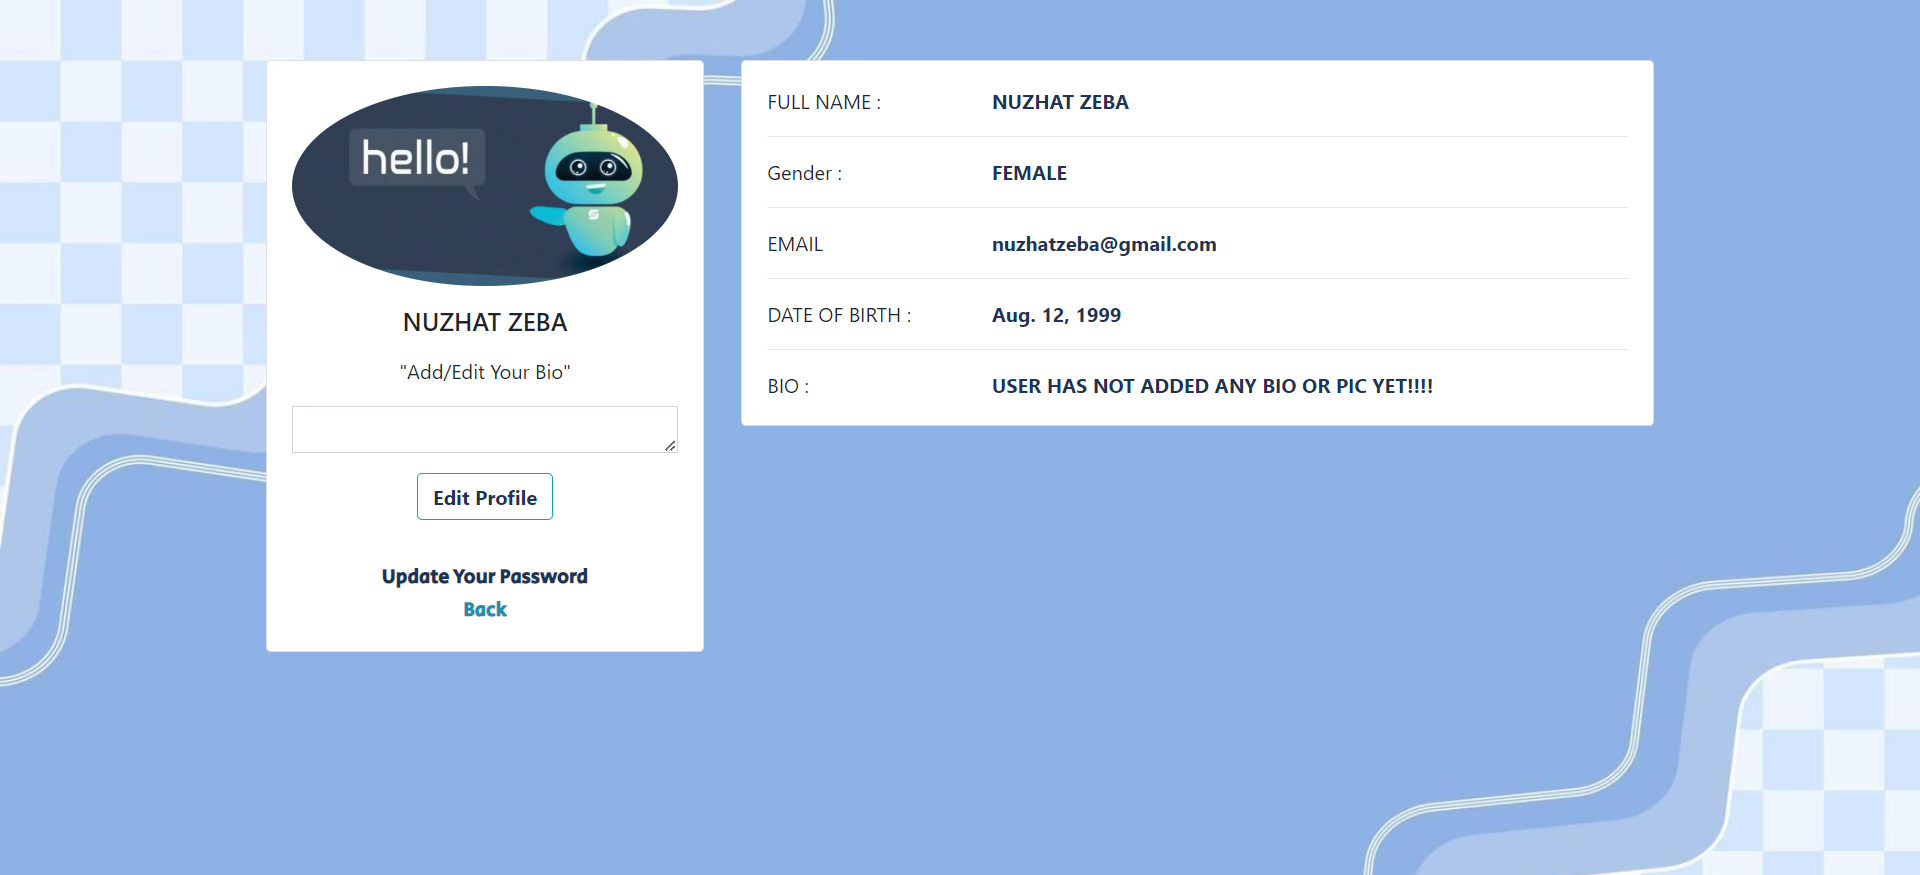 hello!
NUZHAT ZEBA
"Add/Edit Your Bio"
Edit Profile
Update Your Password
Back
FULL NAME : NUZHAT ZEBA
Gender : FEMALE
EMAIL nuzhatzeba@gmail.com
DATE OF BIRTH : Aug. 12, 1999
BIO : USER HAS NOT ADDED ANY BIO OR PIC YET!!!!